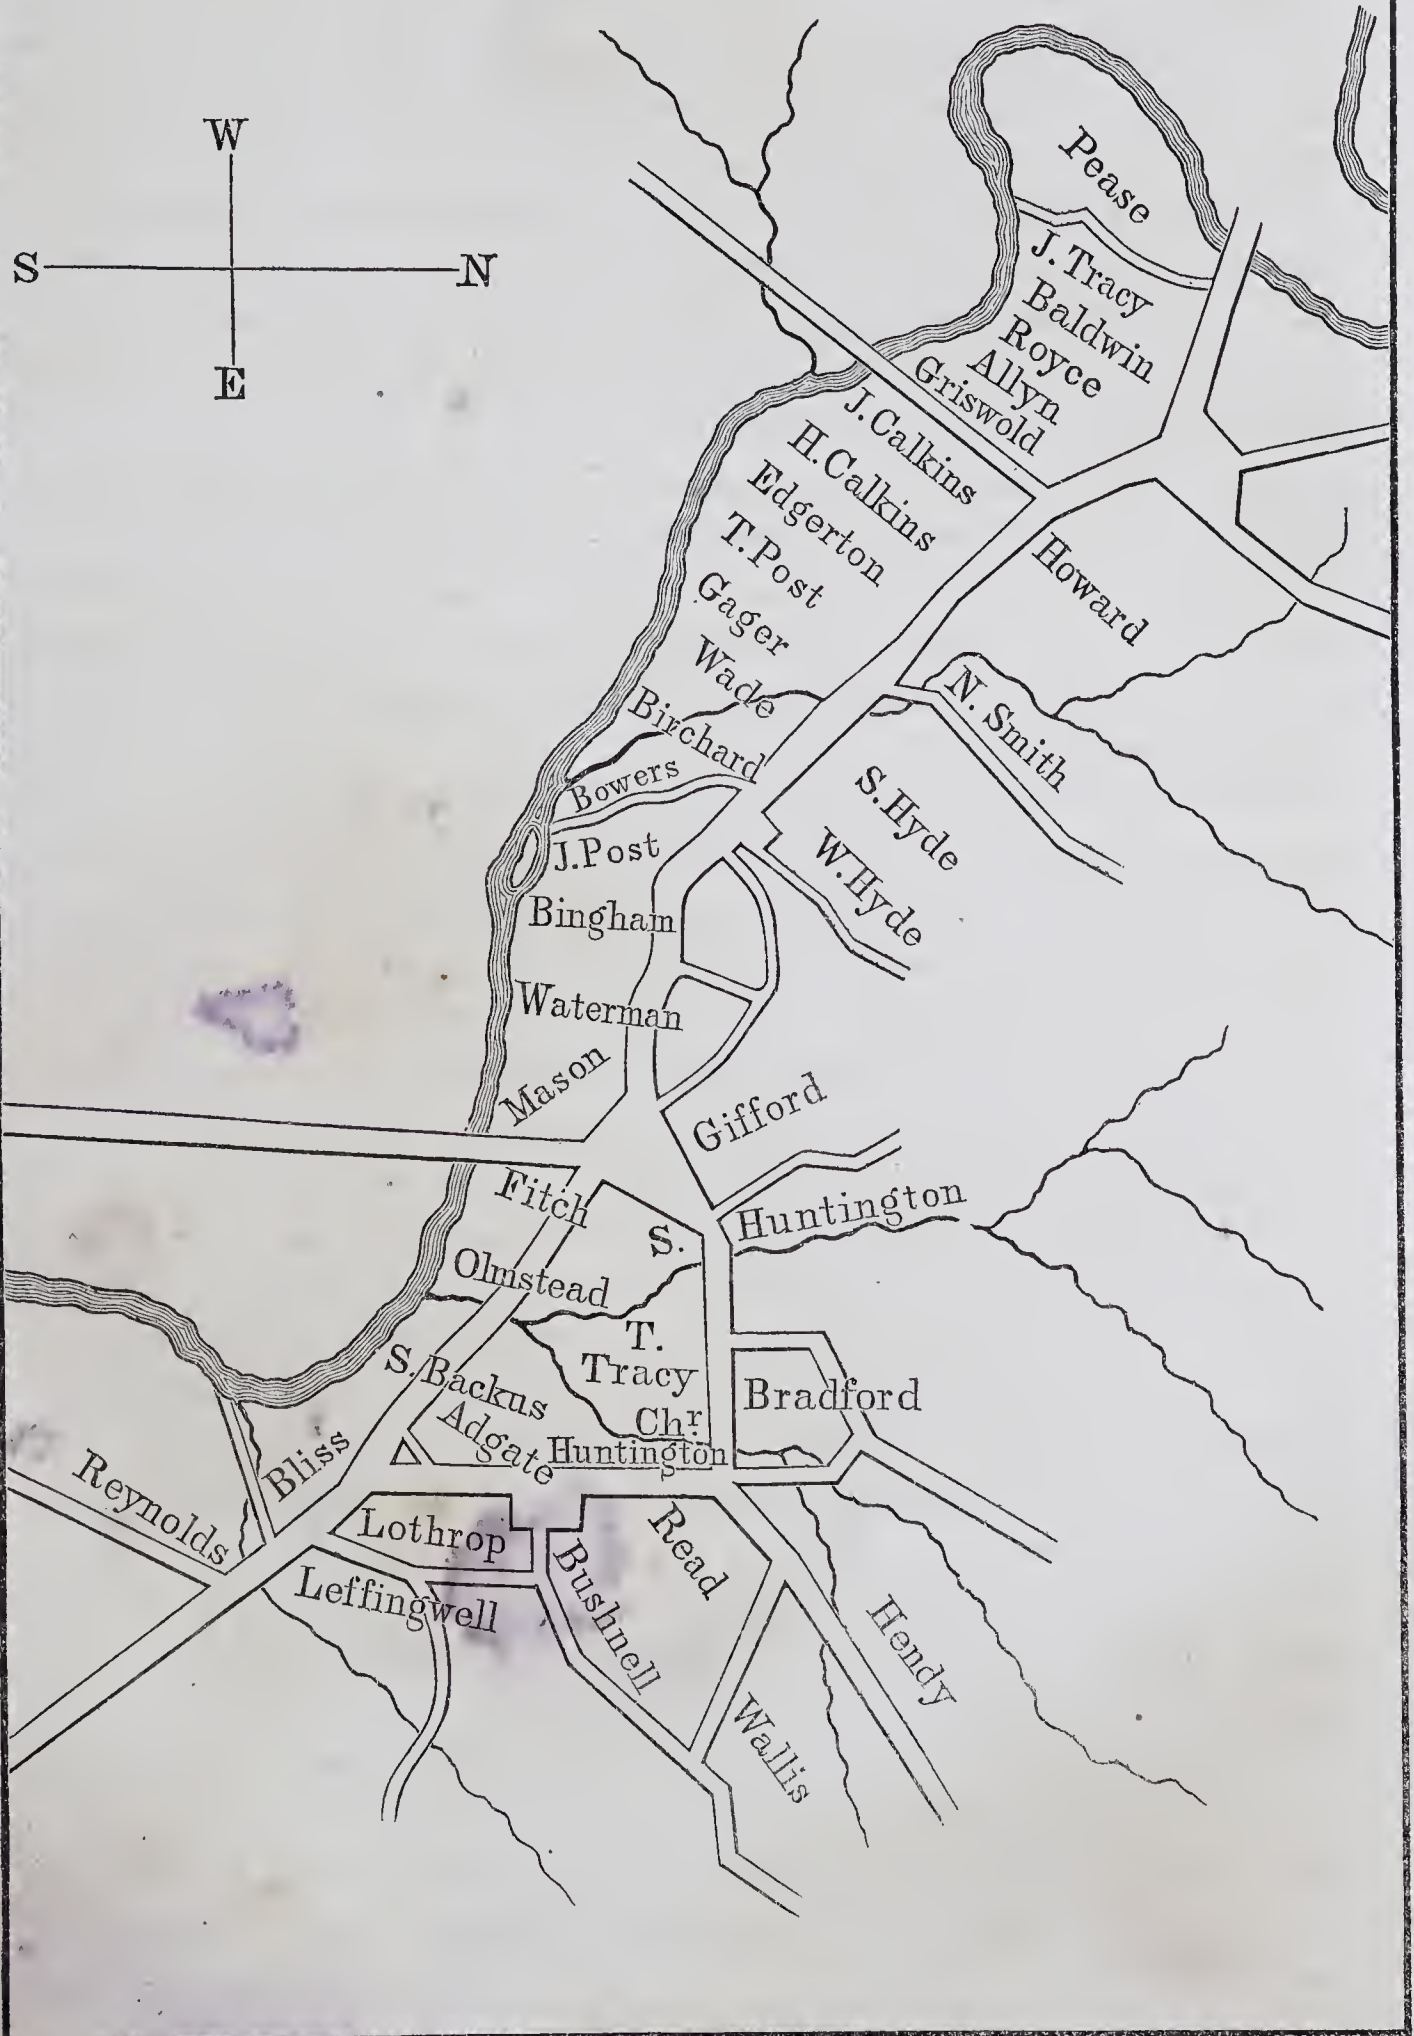 W
S
N
E
Pease
J. Tracy
Baldwin
Royce
Allyn
Griswold
J. Calkins
H. Calkins
Edgerton
T. Post
Gager
Wade
Birchard
Bowers
J. Post
Bingham
Waterman
Mason
Howard
N. Smith
S. Hyde
W. Hyde
Gifford
Fitch
S. Huntington
Olmstead
T.
Tracy
S. Backus
Adgate
Chr.
Huntington
Bradford
Bliss
Reynolds
Lothrop
Leffingwell
Bushnell
Read
Hendy
Wallis